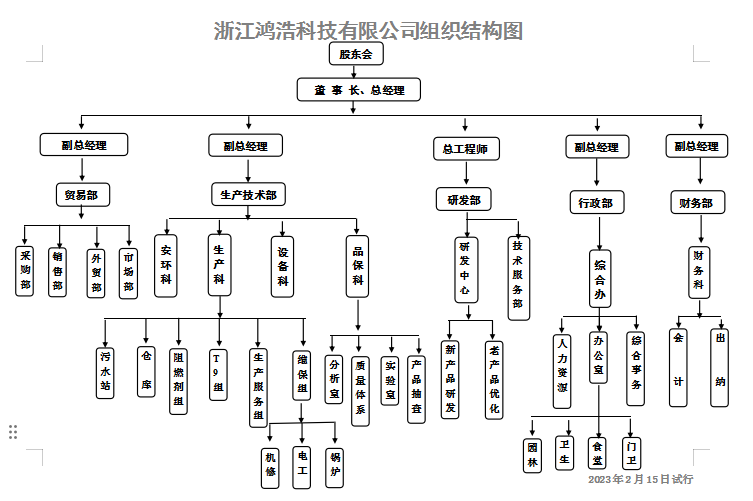 浙江鸿浩科技有限公司组织结构图
股东会
董 事 长、总经理
副总经理
副总经理
总工程师
副总经理
副总经理
贸易部
生产技术部
研发部
行政部
财务部
采购部
销售部
外贸部
市场部
安环科
生产科
设备科
品保科
研发中心
技术服务部
综合办
财务科
污水站
仓库
阻燃剂组
T9组
生产服务组
维保组
分析室
质量体系
实验室
产品抽查
新产品研发
老产品优化
人力资源
办公室
综合事务
会计
出纳
机修
电工
锅炉
园林
卫生
食堂
门卫
2023年2月15日试行